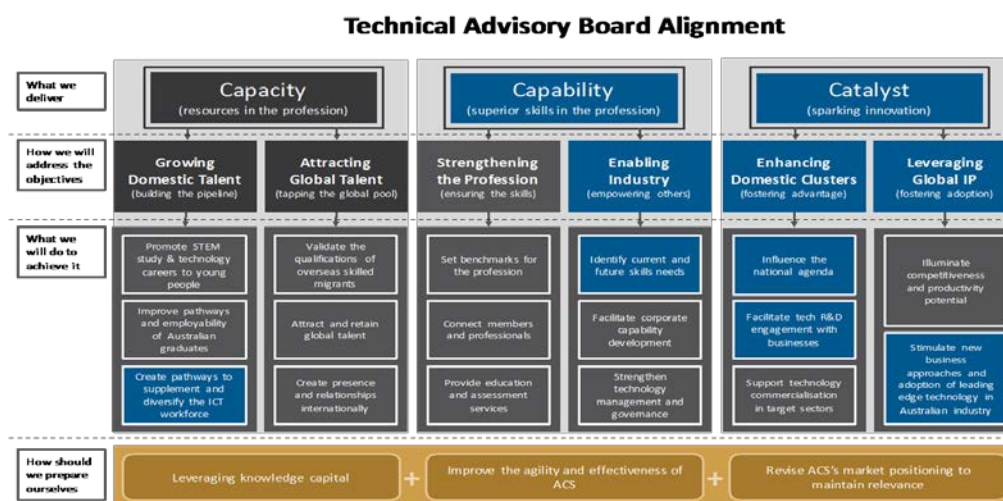 Technical Advisory Board Alignment
What we
deliver
Capacity
(resources in the profession)
Capability
(superior skills in the profession)
Catalyst
(sparking innovation)
How we will
address the
objectives
Growing
Domestic Talent
(building the pipeline)
Attracting
Global Talent
(tapping the global pool)
Strengthening
the Profession
(ensuring the skills)
Enabling
Industry
(empowering others)
Enhancing
Domestic Clusters
(fostering advantage)
Leveraging
Global IP
(fostering adoption)
What we
will do to
achieve it
Promote STEM
study & technology
careers to young
people
Improve pathways
and employability
of Australian
graduates
Create pathways to
supplement and
diversify the ICT
workforce
Validate the
qualifications of
overseas skilled
migrants
Attract and retain
global talent
Create presence
and relationships
internationally
Set benchmarks for
the profession
Connect members
and professionals
Provide education
and assessment
services
Identify current and
future skills needs
Facilitate corporate
capability
development
Strengthen
technology
management and
governance
Influence the
national agenda
Facilitate tech R&D
engagement with
businesses
Support technology
commercialisation
in target sectors
Illuminate
competitiveness
and productivity
potential
Stimulate new
business
approaches and
adoption of leading
edge technology in
Australian industry
How should
we prepare
ourselves
Leveraging knowledge capital
+
Improve the agility and effectiveness of
ACS
+
Revise ACS's market positioning to
maintain relevance